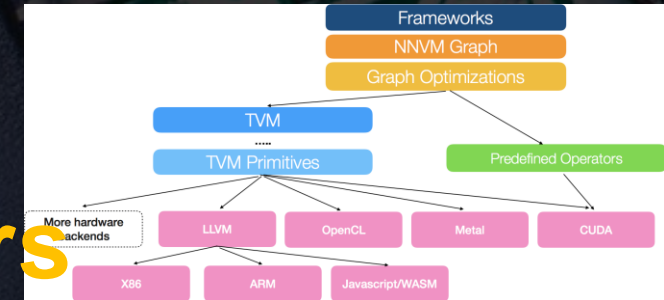 Frameworks
NNVM Graph
Graph Optimizations
TVM
.....
TVM Primitives
Predefined Operators
More hardware
backends
LLVM
OpenCL
Metal
CUDA
X86
ARM
Javascript/WASM
rs